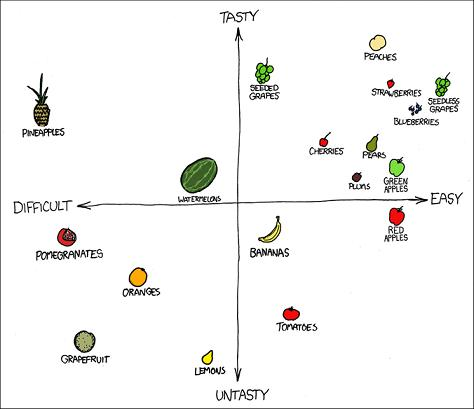 TASTY
PEACHES
SEEDED
GRAPES
STRAWBERRIES
SEEDLESS
GRAPES
BLUEBERRIES
PINEAPPLES
CHERRIES
PEARS
GREEN
APPLES
PLUMS
WATERMELONS
DIFFICULT
EASY
RED
APPLES
POMEGRANATES
BANANAS
ORANGES
TOMATOES
GRAPEFRUIT
LEMONS
UNTASTY